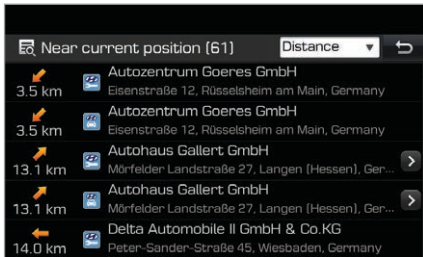 Near current position (61) Distance
Autozentrum Goeres GmbH
3.5 km Eisenstraße 12, Rüsselsheim am Main, Germany
Autozentrum Goeres GmbH
3.5 km Eisenstraße 12, Rüsselsheim am Main, Germany
Autohaus Gallert GmbH
13.1 km Mörfelder Landstraße 27, Langen (Hessen), Ger...
Autohaus Gallert GmbH
13.1 km Mörfelder Landstraße 27, Langen (Hessen), Ger...
Delta Automobile II GmbH & Co.KG
14.0 km Peter-Sander-Straße 45, Wiesbaden, Germany